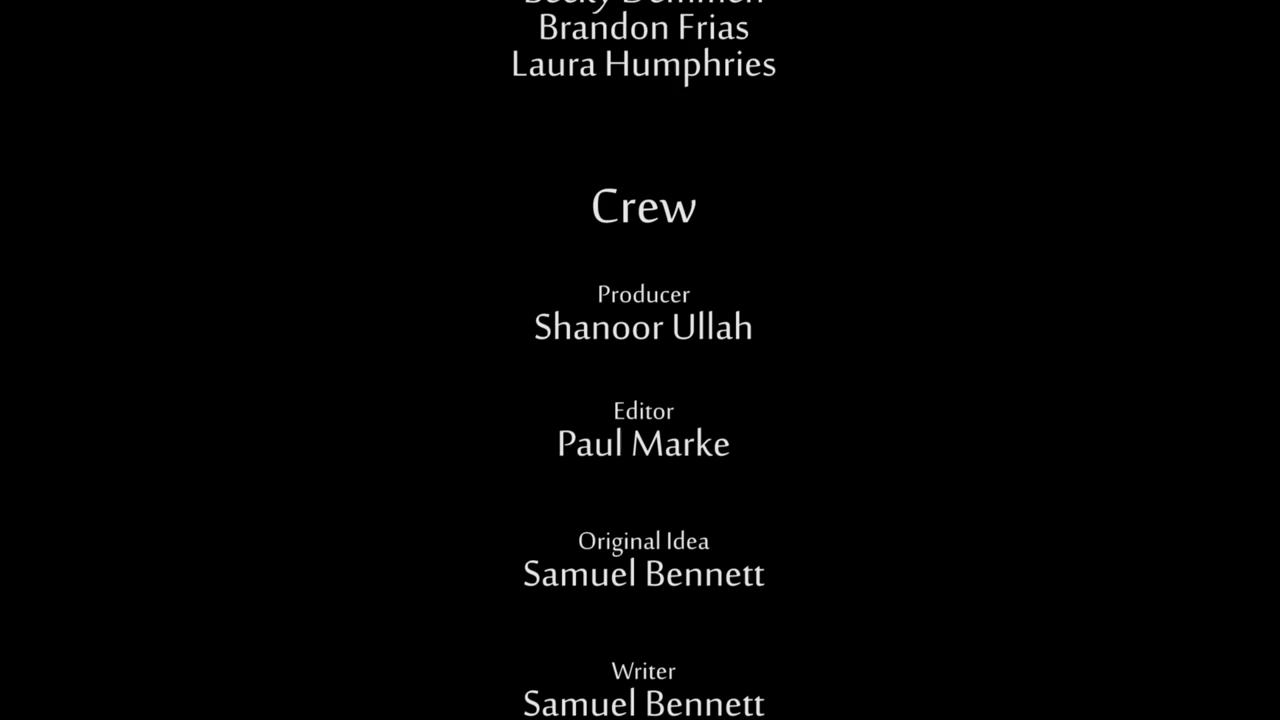 Brandon Frias
Laura Humphries
Crew
Producer
Shanoor Ullah
Editor
Paul Marke
Original Idea
Samuel Bennett
Writer
Samuel Bennett